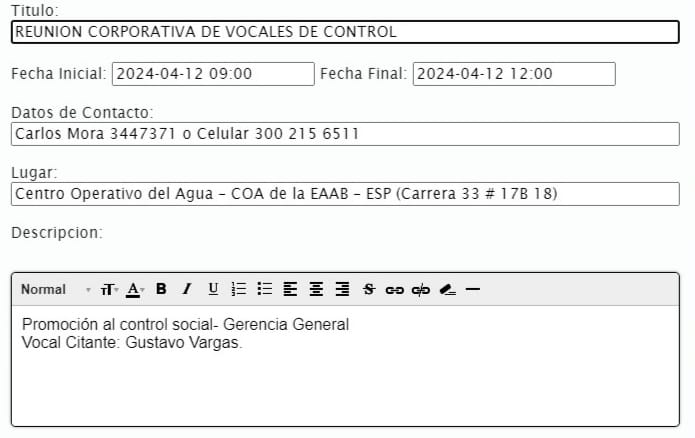 Titulo:
REUNION CORPORATIVA DE VOCALES DE CONTROL
Fecha Inicial: 2024-04-12 09:00 Fecha Final: 2024-04-12 12:00
Datos de Contacto:
Carlos Mora 3447371 o Celular 300 215 6511
Lugar:
Centro Operativo del Agua – COA de la EAAB – ESP (Carrera 33 # 17B 18)
Descripcion:
Normal
Promoción al control social- Gerencia General
Vocal Citante: Gustavo Vargas.